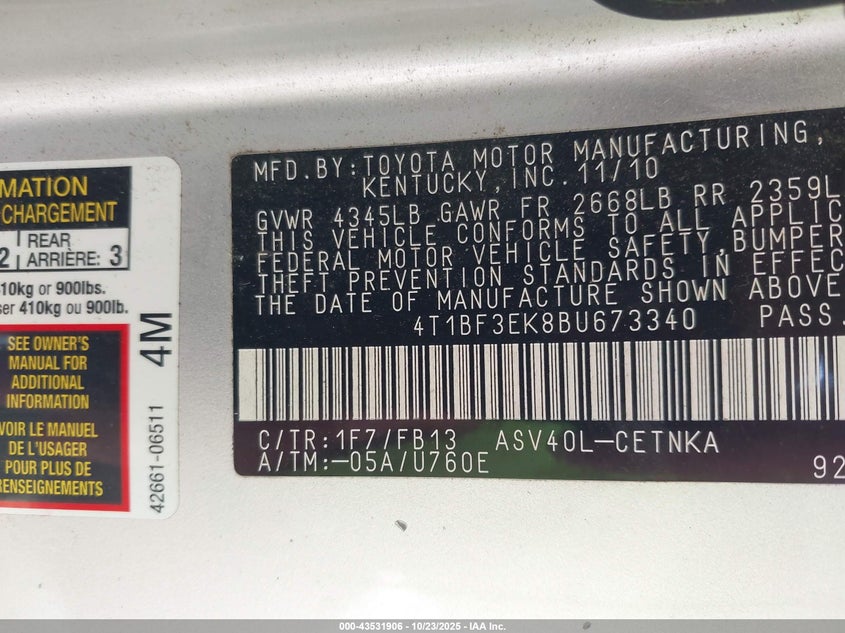 MATION
CHARGEMENT
2 REAR ARRIÈRE: 3
10kg or 900lbs.
ser 410kg ou 900lb.
SEE OWNER'S
MANUAL FOR
ADDITIONAL
INFORMATION
VOIR LE MANUEL
DE L'USAGER
POUR PLUS DE
RENSEIGNEMENTS
4M
42661-06511
MFD.BY:TOYOTA MOTOR MANUFACTURING,
KENTUCKY,INC. 11/10
GVWR 4345LB GAWR FR 2668LB RR 2359L
THIS VEHICLE CONFORMS TO ALL APPLIC
FEDERAL MOTOR VEHICLE SAFETY,BUMPER
THEFT PREVENTION STANDARDS IN EFFEC
THE DATE OF MANUFACTURE SHOWN ABOVE
4T1BF3EK8BU673340 PASS.
C/TR:1F7/FB13 ASV40L-CETNKA
A/TM:-05A/U760E 92
000-43531906 - 10/23/2025 - IAA Inc.